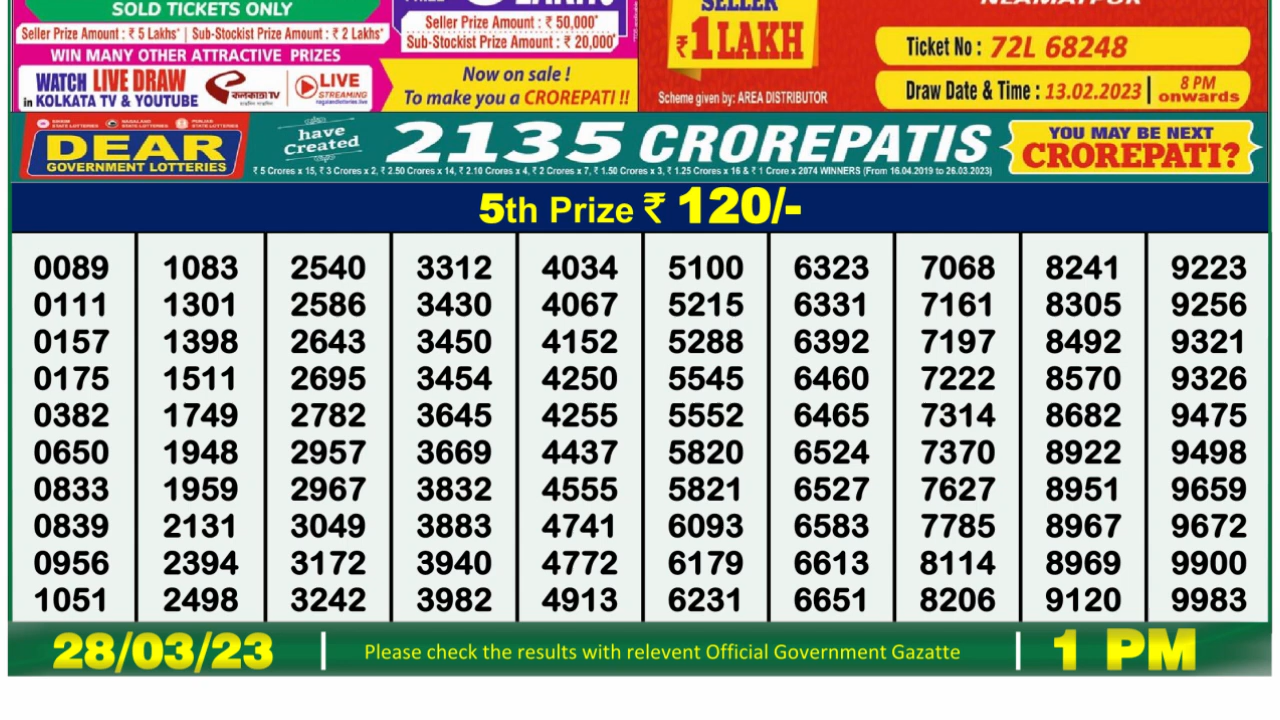 SOLD TICKETS ONLY
Seller Prize Amount : ₹ 5 Lakhs* | Sub-Stockist Prize Amount : ₹ 2 Lakhs*
WIN MANY OTHER ATTRACTIVE PRIZES
WATCH LIVE DRAW
in KOLKATA TV & YOUTUBE
কলকাতা TV
LIVE
STREAMING
Seller Prize Amount : ₹ 50,000*
Sub-Stockist Prize Amount : ₹ 20,000*
Now on sale !
To make you a CROREPATI !!
SELLER
₹1 LAKH
Scheme given by: AREA DISTRIBUTOR
Ticket No : 72L 68248
Draw Date & Time : 13.02.2023 | 8 PM onwards
DEAR
GOVERNMENT LOTTERIES
have Created
2135 CROREPATIS
₹ 5 Crores x 15, ₹ 3 Crores x 2, ₹ 2.50 Crores x 14, ₹ 2.10 Crores x 4, ₹ 2 Crores x 7, ₹ 1.50 Crores x 3, ₹ 1.25 Crores x 16 & ₹ 1 Crore x 2074 WINNERS (From 16.04.2019 to 26.03.2023)
YOU MAY BE NEXT
CROREPATI?
5th Prize ₹ 120/-
0089 1083 2540 3312 4034 5100 6323 7068 8241 9223
0111 1301 2586 3430 4067 5215 6331 7161 8305 9256
0157 1398 2643 3450 4152 5288 6392 7197 8492 9321
0175 1511 2695 3454 4250 5545 6460 7222 8570 9326
0382 1749 2782 3645 4255 5552 6465 7314 8682 9475
0650 1948 2957 3669 4437 5820 6524 7370 8922 9498
0833 1959 2967 3832 4555 5821 6527 7627 8951 9659
0839 2131 3049 3883 4741 6093 6583 7785 8967 9672
0956 2394 3172 3940 4772 6179 6613 8114 8969 9900
1051 2498 3242 3982 4913 6231 6651 8206 9120 9983
28/03/23 | Please check the results with relevent Official Government Gazatte | 1 PM